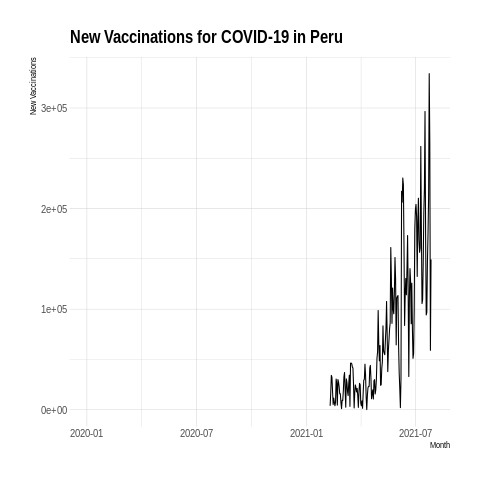 New Vaccinations for COVID-19 in Peru
New Vaccinations
3e+05
2e+05
1e+05
0e+00
2020-01 2020-07 2021-01 2021-07
Month